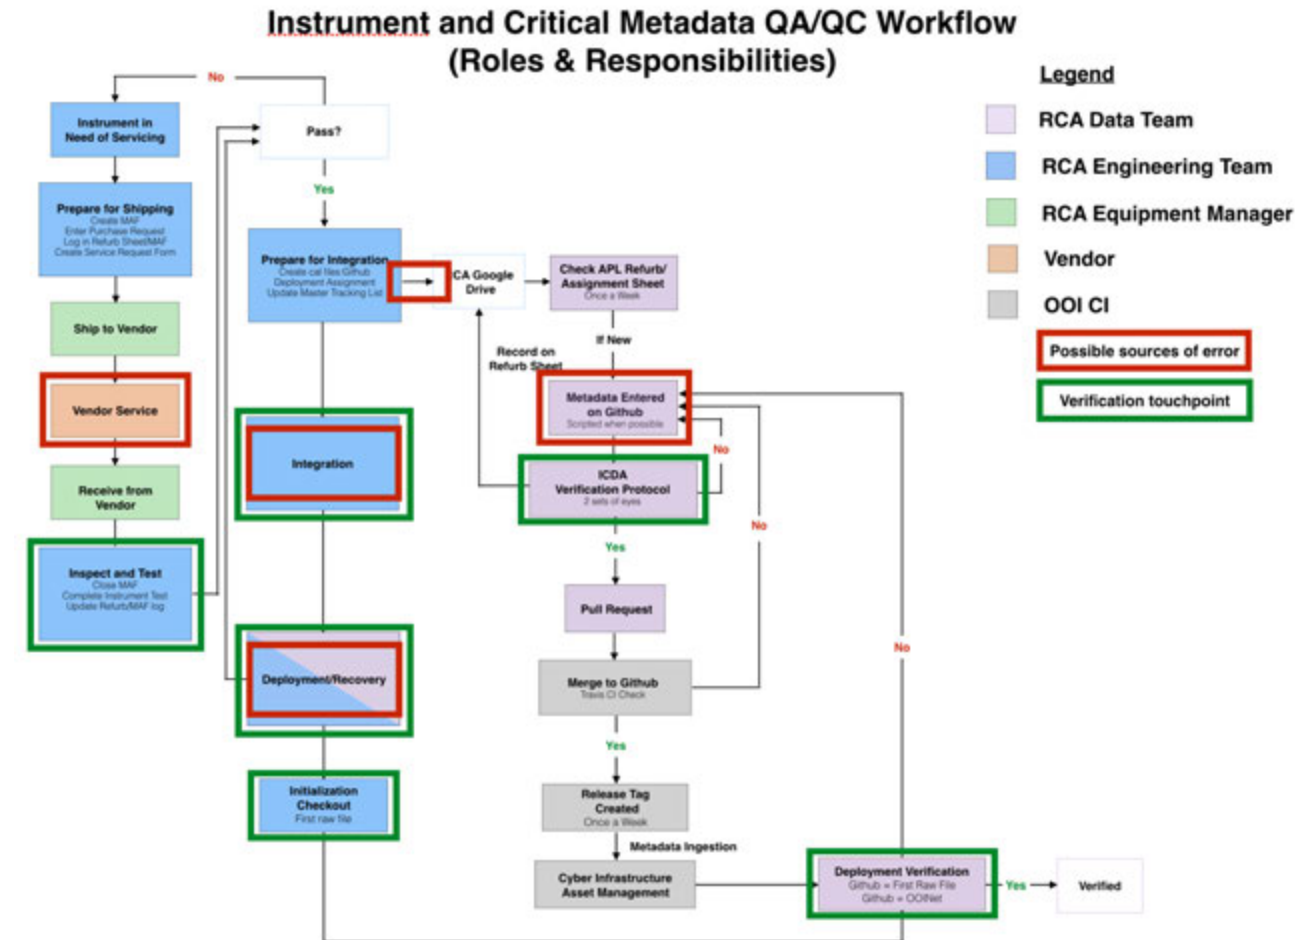 Instrument and Critical Metadata QA/QC Workflow
(Roles & Responsibilities)
Legend
RCA Data Team
RCA Engineering Team
RCA Equipment Manager
Vendor
OOI CI
Possible sources of error
Verification touchpoint
No
Instrument in
Need of Servicing
Prepare for Shipping
Create MAF
Enter Purchase Request
Log in Refurb Sheet/MAF
Create Service Request Form
Ship to Vendor
Vendor Service
Receive from
Vendor
Inspect and Test
Close MAF
Complete Instrument Test
Update Refurb/MAF log
Pass?
Yes
Prepare for Integration
Create cal files Github
Deployment Assignment
Update Master Tracking List
Integration
Deployment/Recovery
Initialization
Checkout
First raw file
CA Google
Drive
Check APL Refurb/
Assignment Sheet
Once a Week
If New
Record on
Refurb Sheet
Metadata Entered
on Github
Scripted when possible
No
ICDA
Verification Protocol
2 sets of eyes
Yes
No
Pull Request
Merge to Github
Travis CI Check
Yes
No
Release Tag
Created
Once a Week
Metadata Ingestion
Cyber Infrastructure
Asset Management
Deployment Verification
Github = First Raw File
Github = OOINet
Yes
Verified